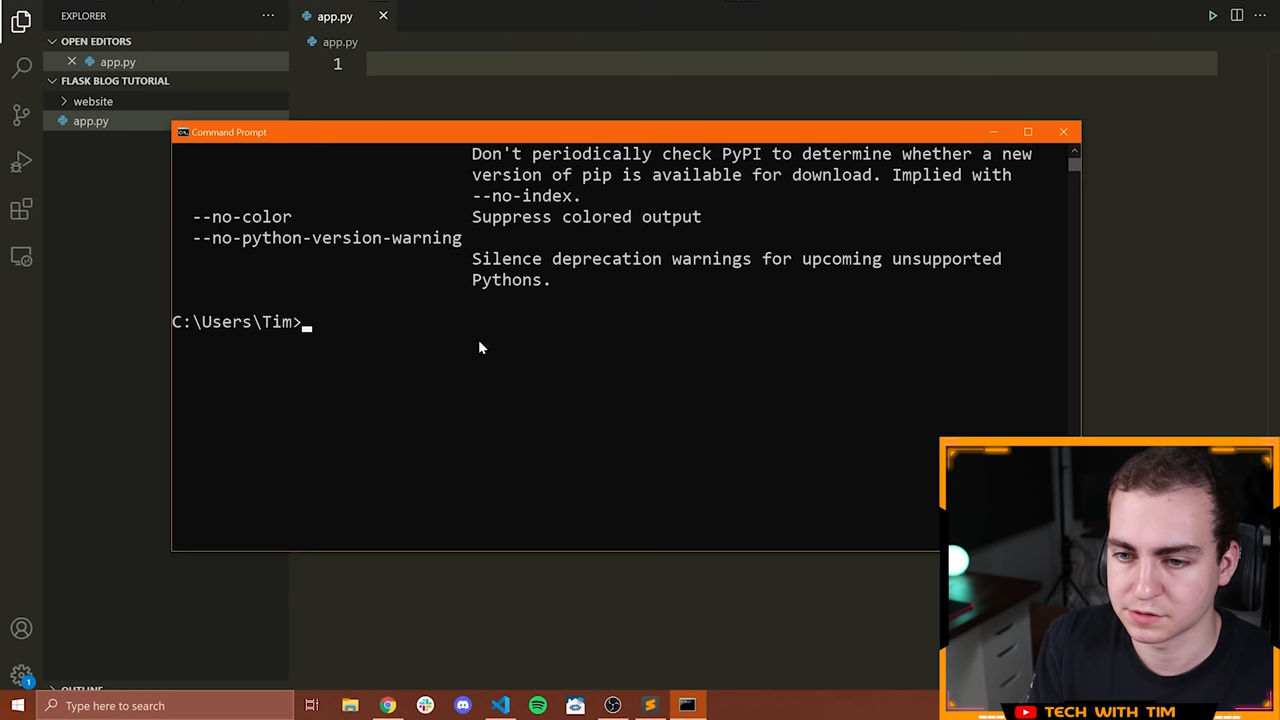 EXPLORER
app.py
OPEN EDITORS
app.py
app.py
1
FLASK BLOG TUTORIAL
website
app.py
Command Prompt
Don't periodically check PyPI to determine whether a new
version of pip is available for download. Implied with
--no-index.
--no-color Suppress colored output
--no-python-version-warning
Silence deprecation warnings for upcoming unsupported
Pythons.
C:\Users\Tim>
1
OUTLINE
Type here to search
TECH WITH TIM